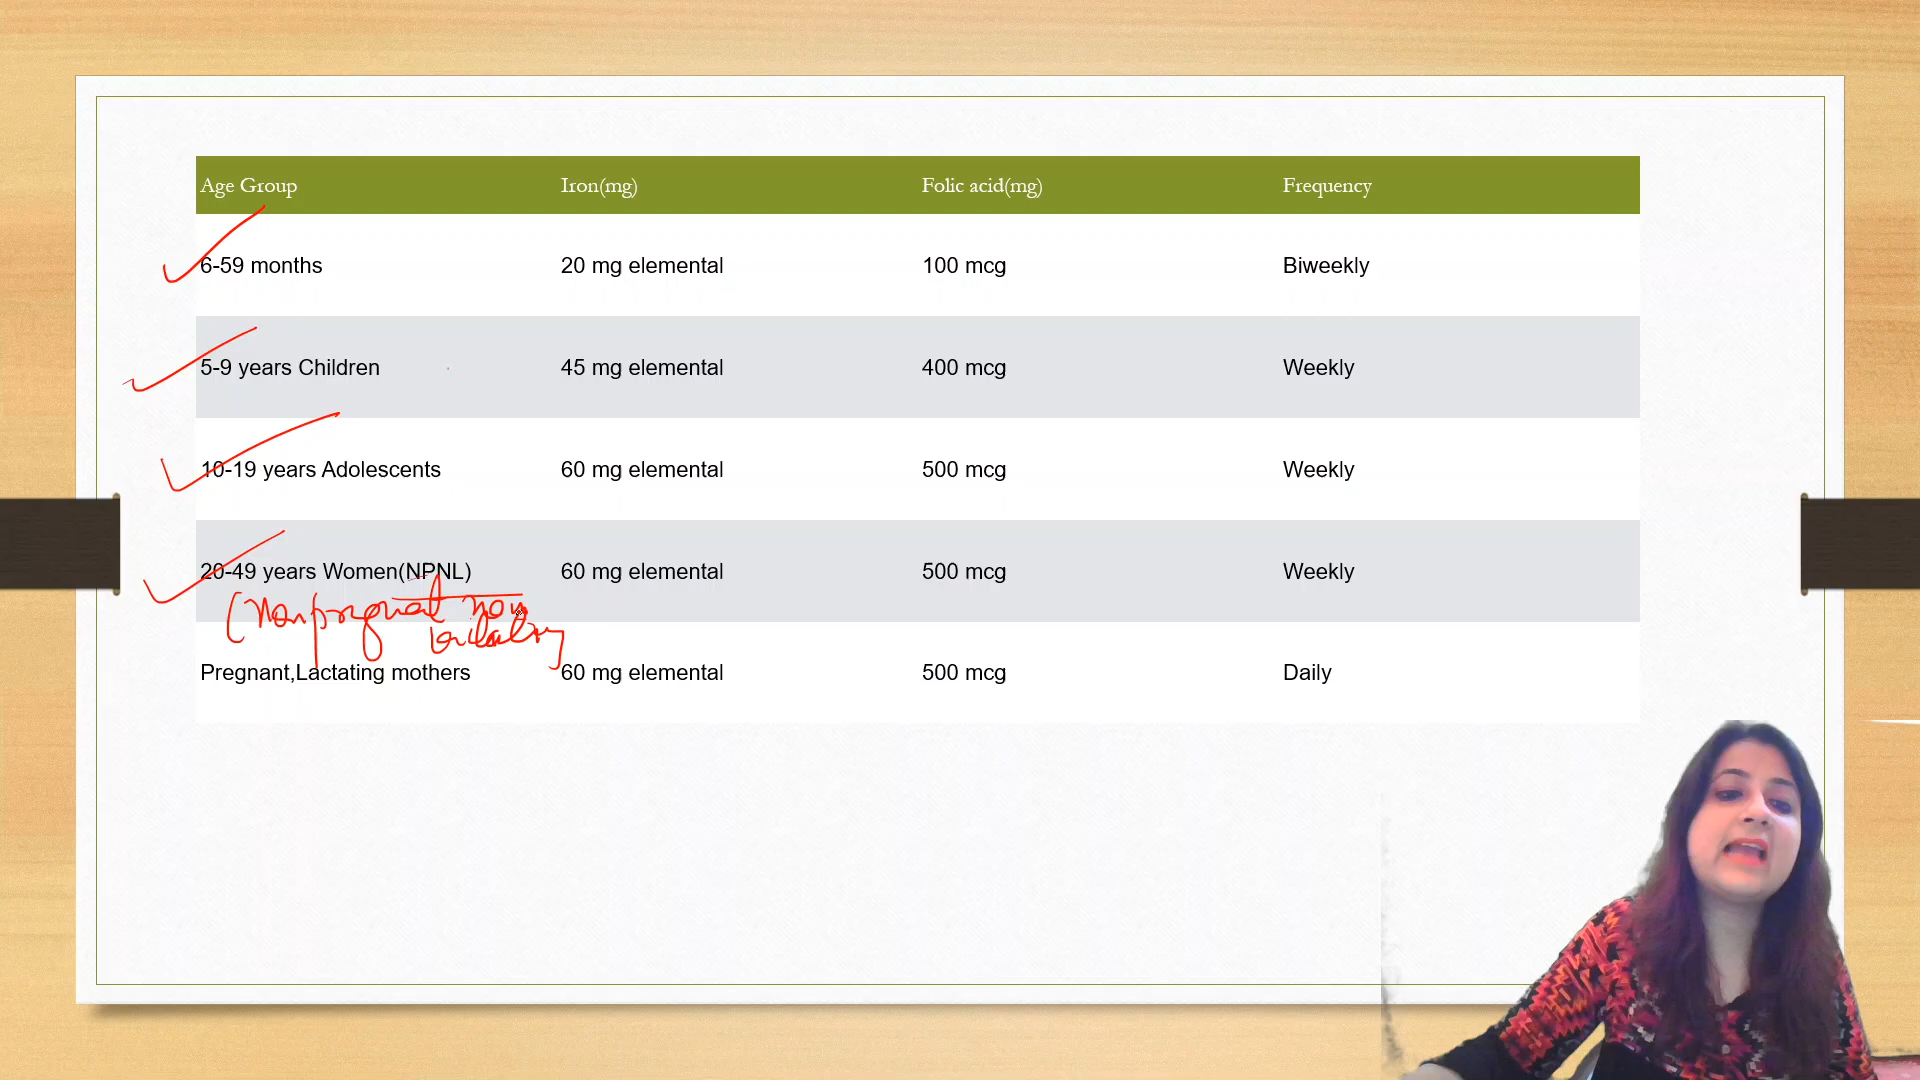 Age Group Iron(mg) Folic acid(mg) Frequency
6-59 months 20 mg elemental 100 mcg Biweekly
5-9 years Children 45 mg elemental 400 mcg Weekly
10-19 years Adolescents 60 mg elemental 500 mcg Weekly
20-49 years Women(NPNL) 60 mg elemental 500 mcg Weekly
(Non pregnat non
Pregnant,Lactating mothers 60 mg elemental 500 mcg Daily